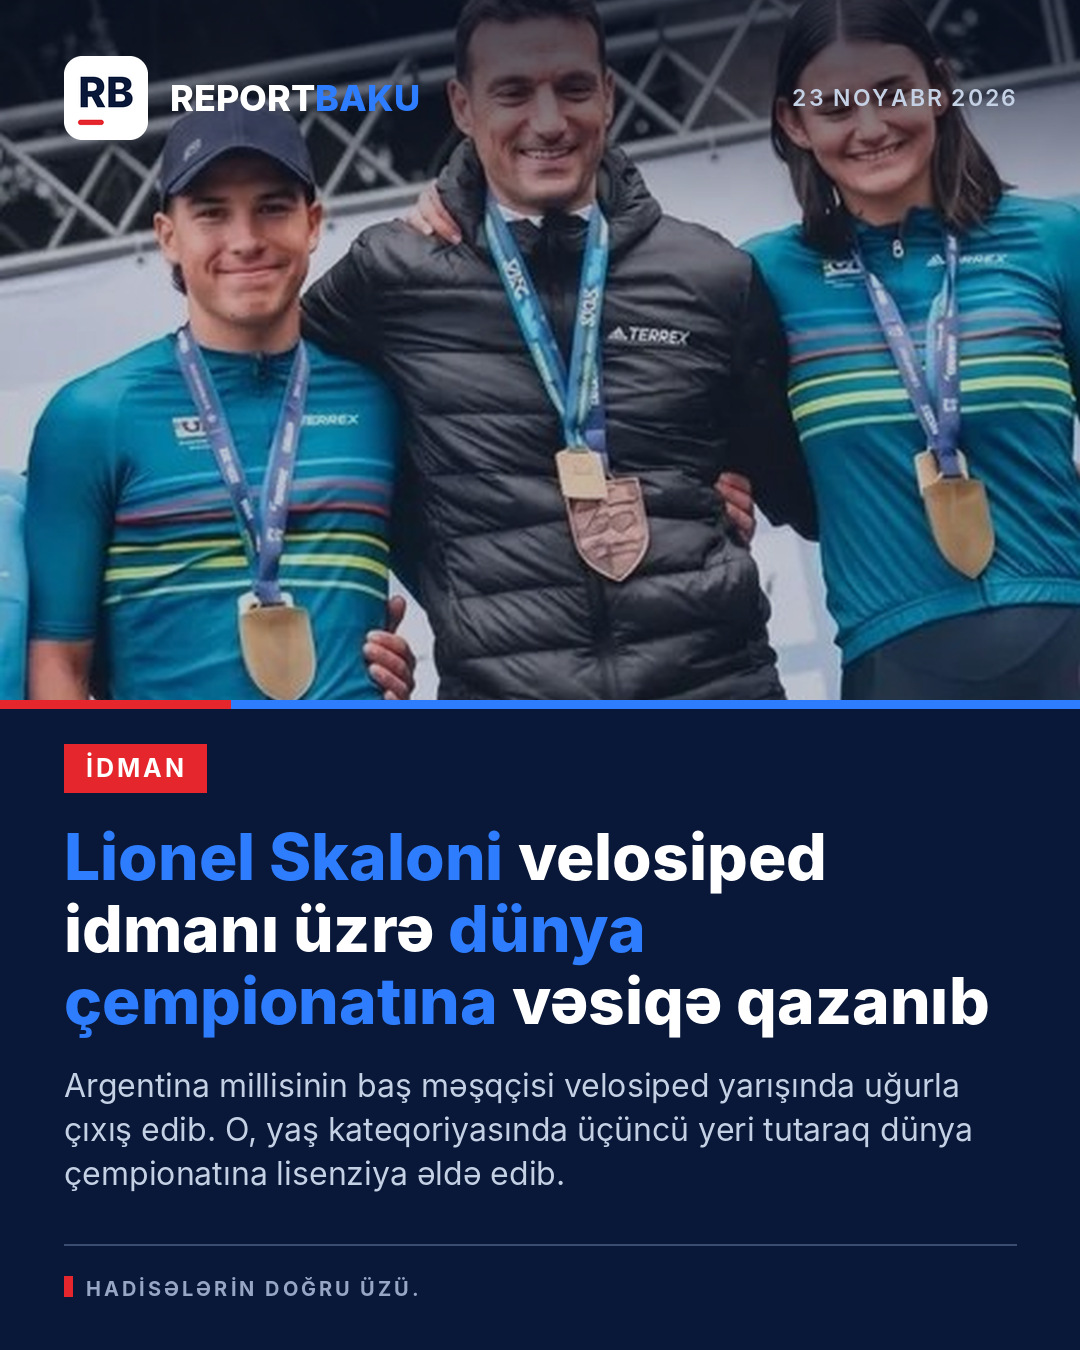 RB
REPORTBAKU
23 NOYABR 2026
TERREX
TERREX
TERREX
İDMAN
Lionel Skaloni velosiped
idmanı üzrə dünya
çempionatına vəsiqə qazanıb
Argentina millisinin baş məşqçisi velosiped yarışında uğurla
çıxış edib. O, yaş kateqoriyasında üçüncü yeri tutaraq dünya
çempionatına lisenziya əldə edib.
HADİSƏLƏRİN DOĞRU ÜZÜ.